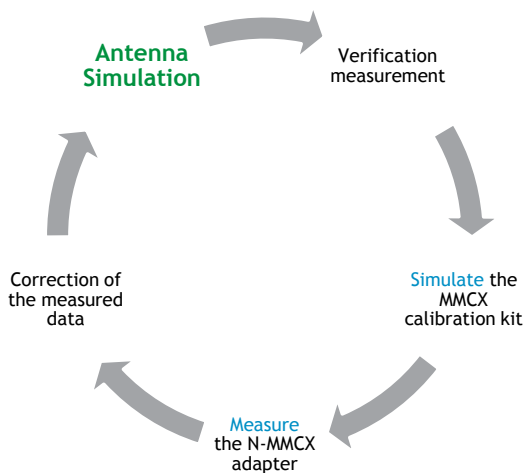 Antenna
Simulation
Verification
measurement
Simulate the
MMCX
calibration kit
Measure
the N-MMCX
adapter
Correction of
the measured
data